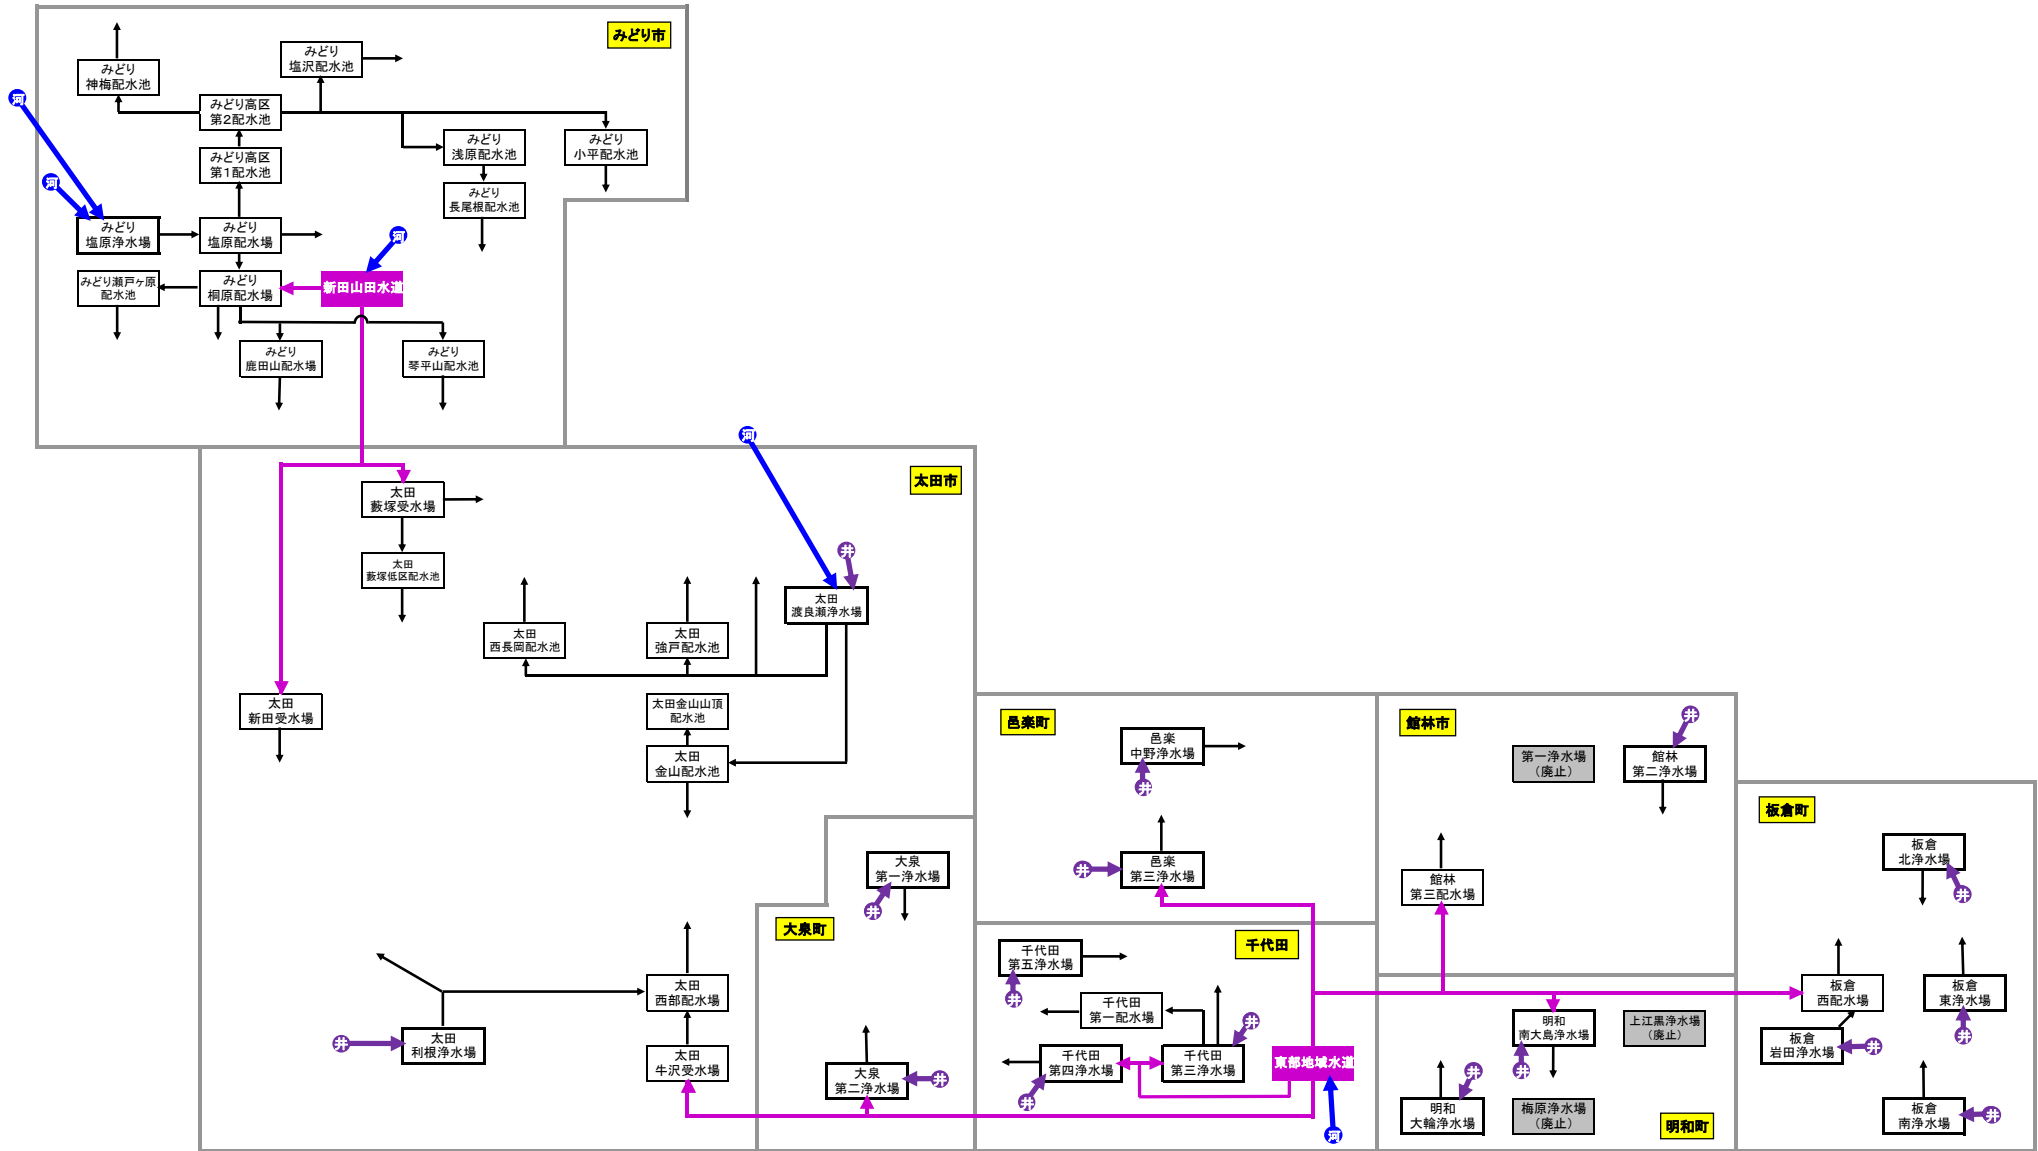 みどり市
みどり
神梅配水池
みどり
塩沢配水池
河
みどり高区
第2配水池
みどり
浅原配水池
みどり
小平配水池
みどり高区
第1配水池
河
みどり
長尾根配水池
みどり
塩原浄水場
みどり
塩原配水場
河
みどり瀬戸ヶ原
配水池
みどり
桐原配水場
新田山田水道
みどり
鹿田山配水場
みどり
琴平山配水池
河
太田市
太田
藪塚受水場
井
太田
藪塚低区配水池
太田
渡良瀬浄水場
太田
西長岡配水池
太田
強戸配水池
太田
新田受水場
太田金山山頂
配水池
太田
金山配水池
邑楽町
邑楽
中野浄水場
井
館林市
井
第一浄水場
（廃止）
館林
第二浄水場
板倉町
大泉
第一浄水場
井
井
邑楽
第三浄水場
館林
第三配水場
板倉
北浄水場
井
大泉町
千代田
千代田
第五浄水場
井
太田
西部配水場
千代田
第一配水場
井
板倉
西配水場
板倉
東浄水場
井
井
太田
利根浄水場
明和
南大島浄水場
井
上江黒浄水場
（廃止）
板倉
岩田浄水場
井
太田
牛沢受水場
大泉
第二浄水場
井
千代田
第四浄水場
井
千代田
第三浄水場
東部地域水道
河
井
明和
大輪浄水場
梅原浄水場
（廃止）
明和町
板倉
南浄水場
井